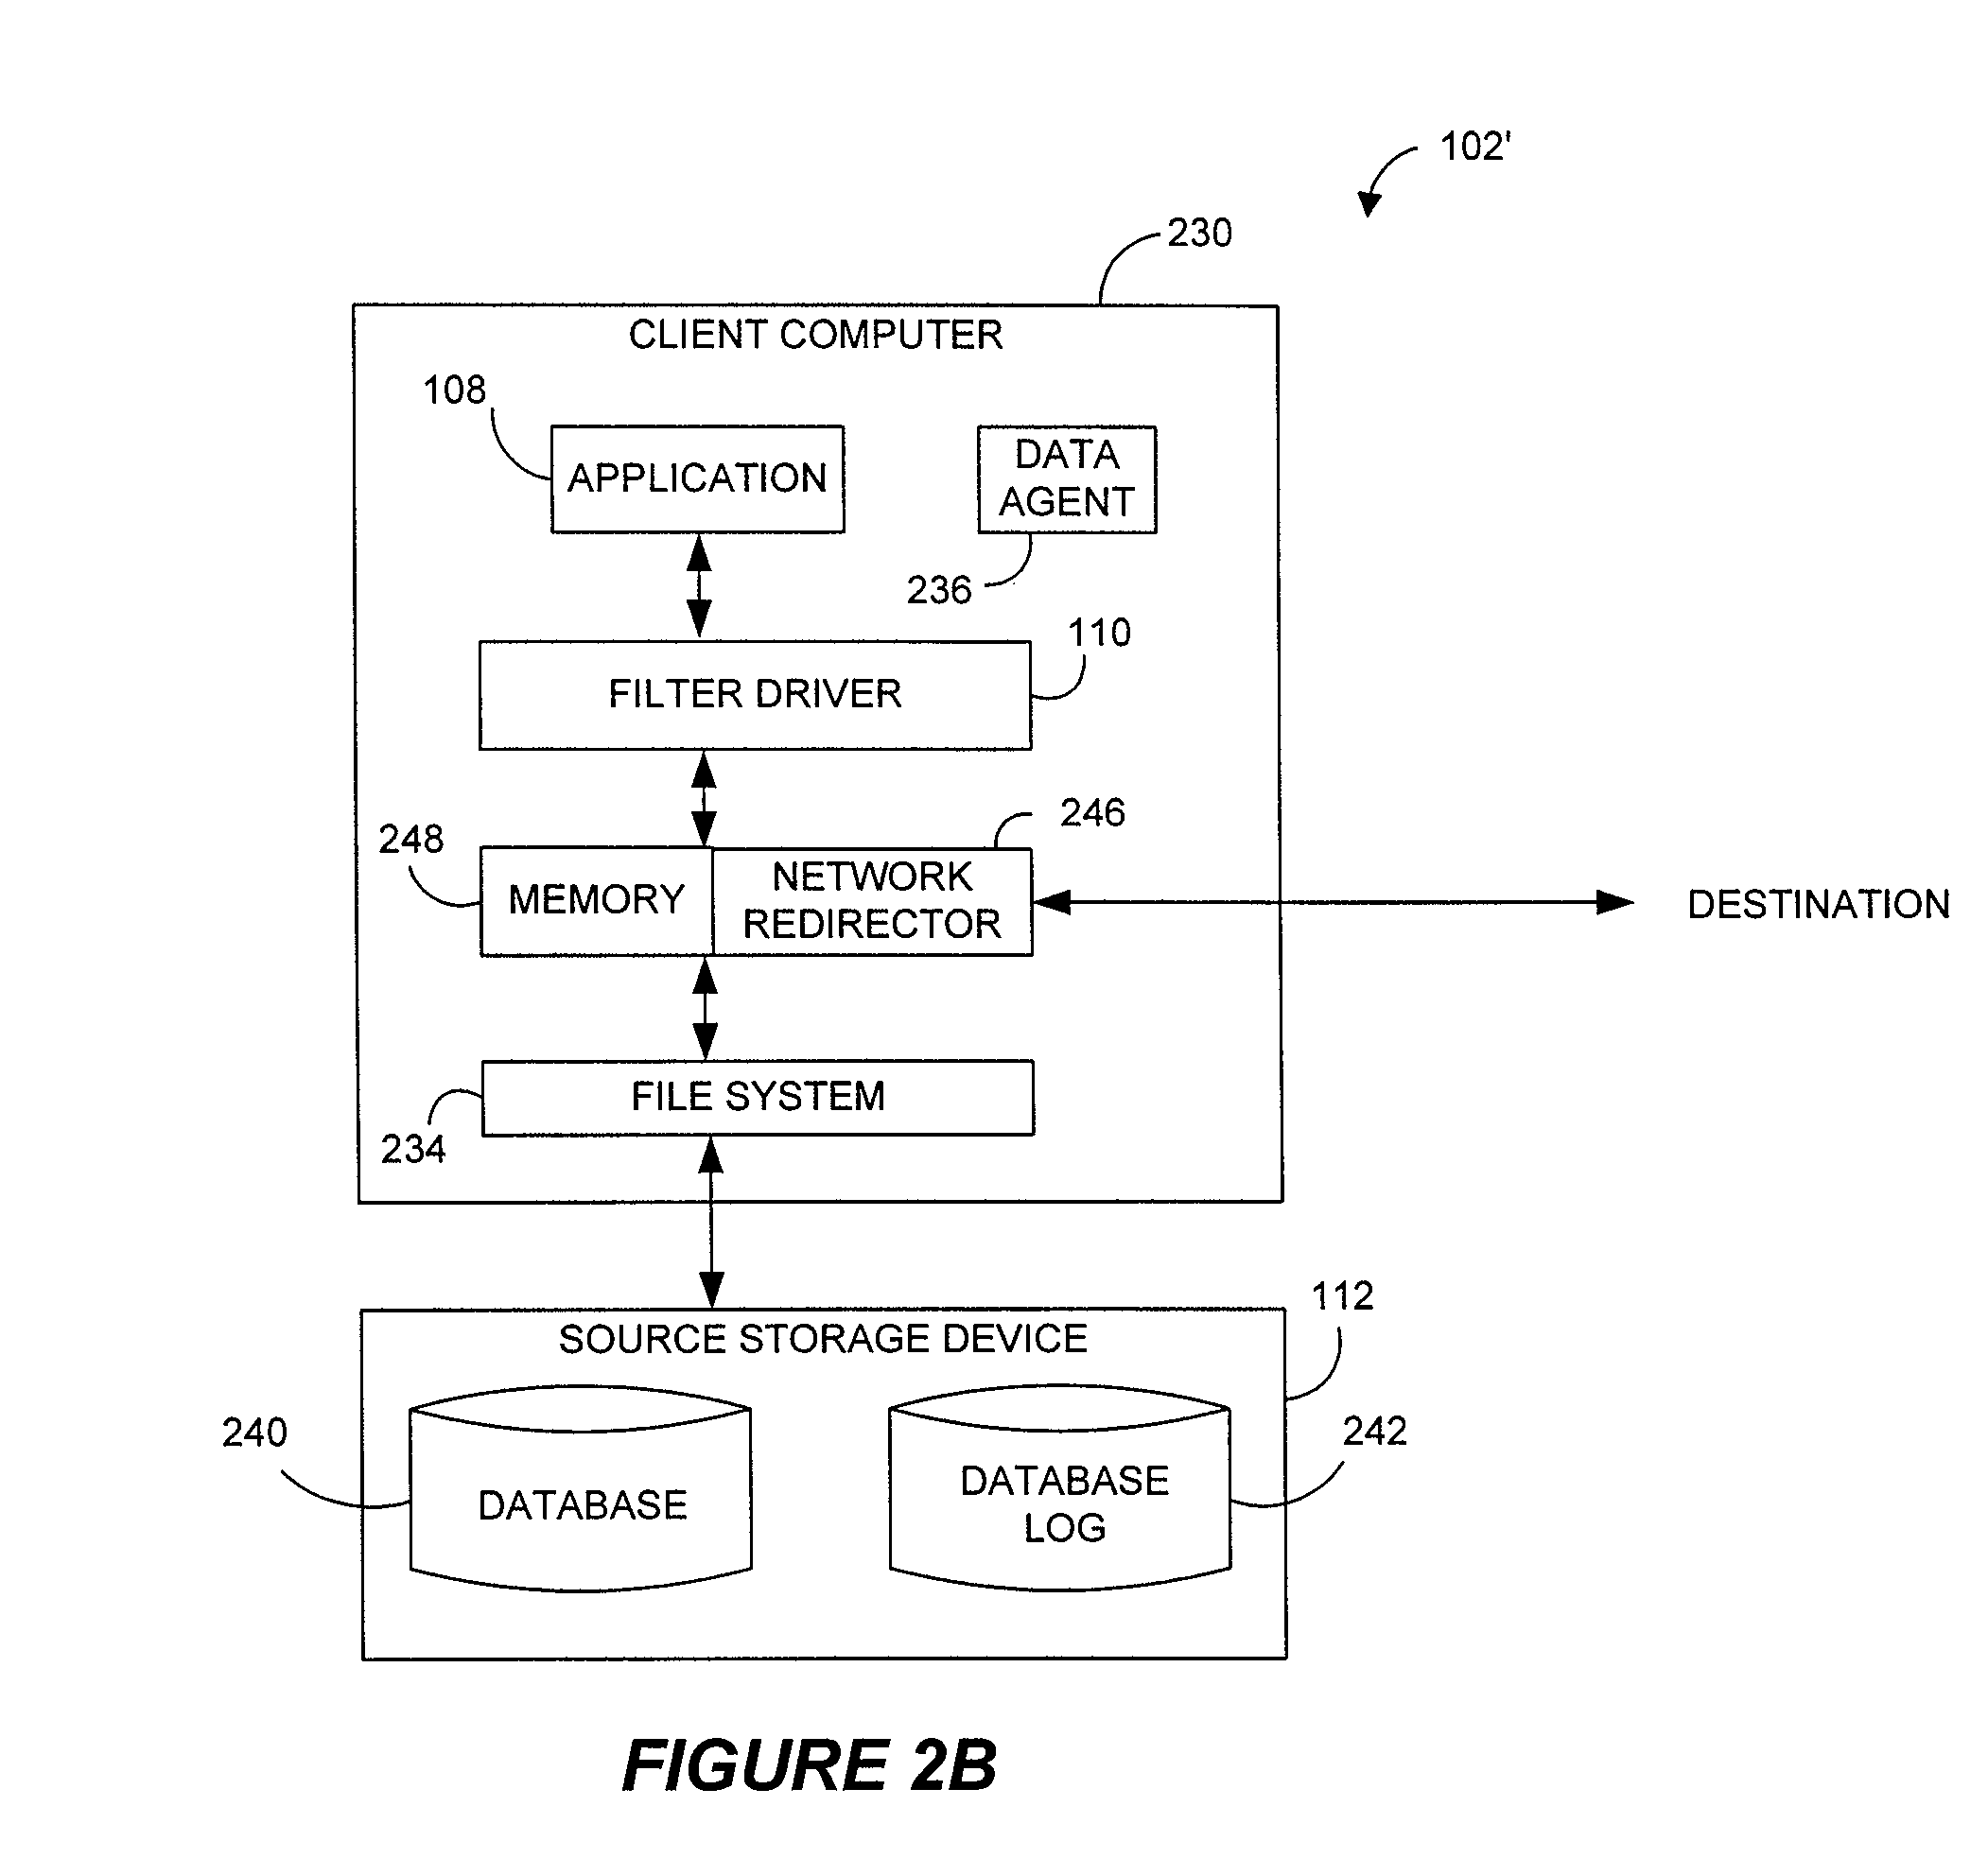 102'
230
CLIENT COMPUTER
108
APPLICATION
DATA
AGENT
236
110
FILTER DRIVER
246
248
MEMORY
NETWORK
REDIRECTOR
DESTINATION
FILE SYSTEM
234
112
SOURCE STORAGE DEVICE
240
242
DATABASE
DATABASE
LOG
FIGURE 2B